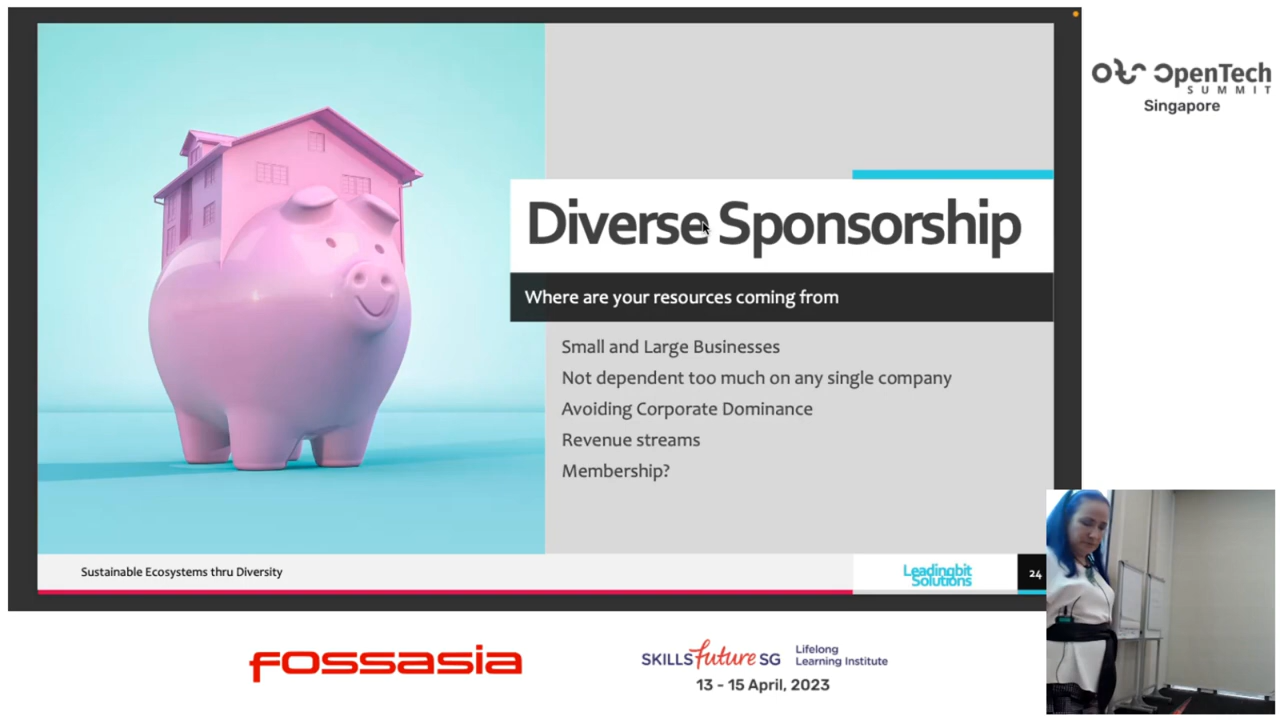 OpenTech
SUMMIT
Singapore
Diverse Sponsorship
Where are your resources coming from
Small and Large Businesses
Not dependent too much on any single company
Avoiding Corporate Dominance
Revenue streams
Membership?
Sustainable Ecosystems thru Diversity
Leadingbit
Solutions
24
fossasia
SKILLSfuture SG
Lifelong
Learning Institute
13 - 15 April, 2023